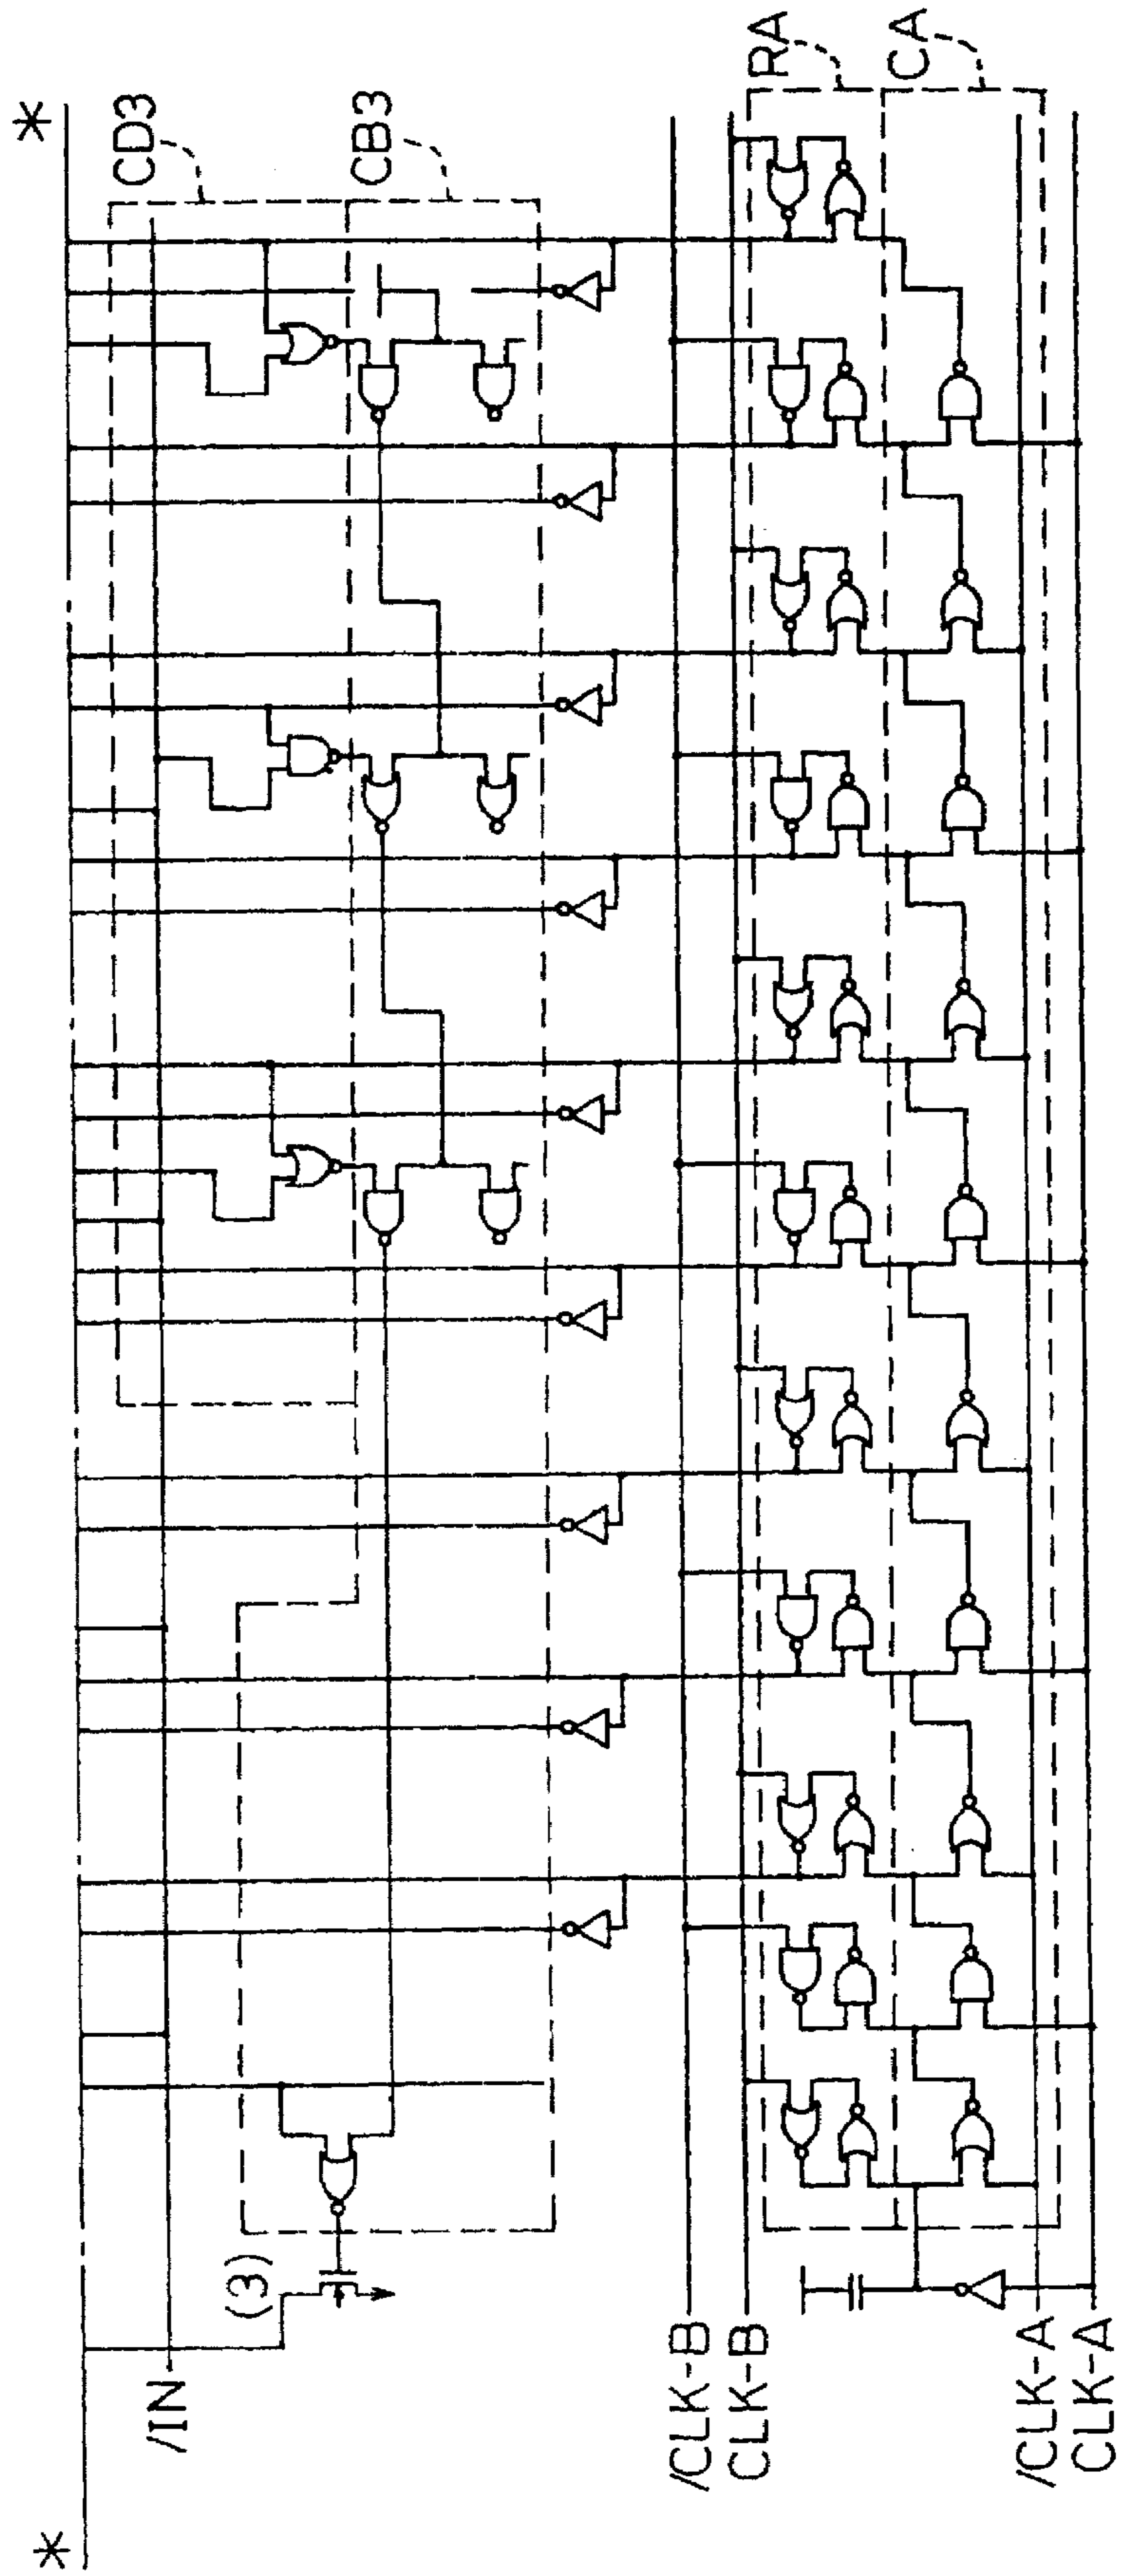 *
/IN
(3)
/CLK-B
CLK-B
/CLK-A
CLK-A
CD3
CB3
RA
CA
*